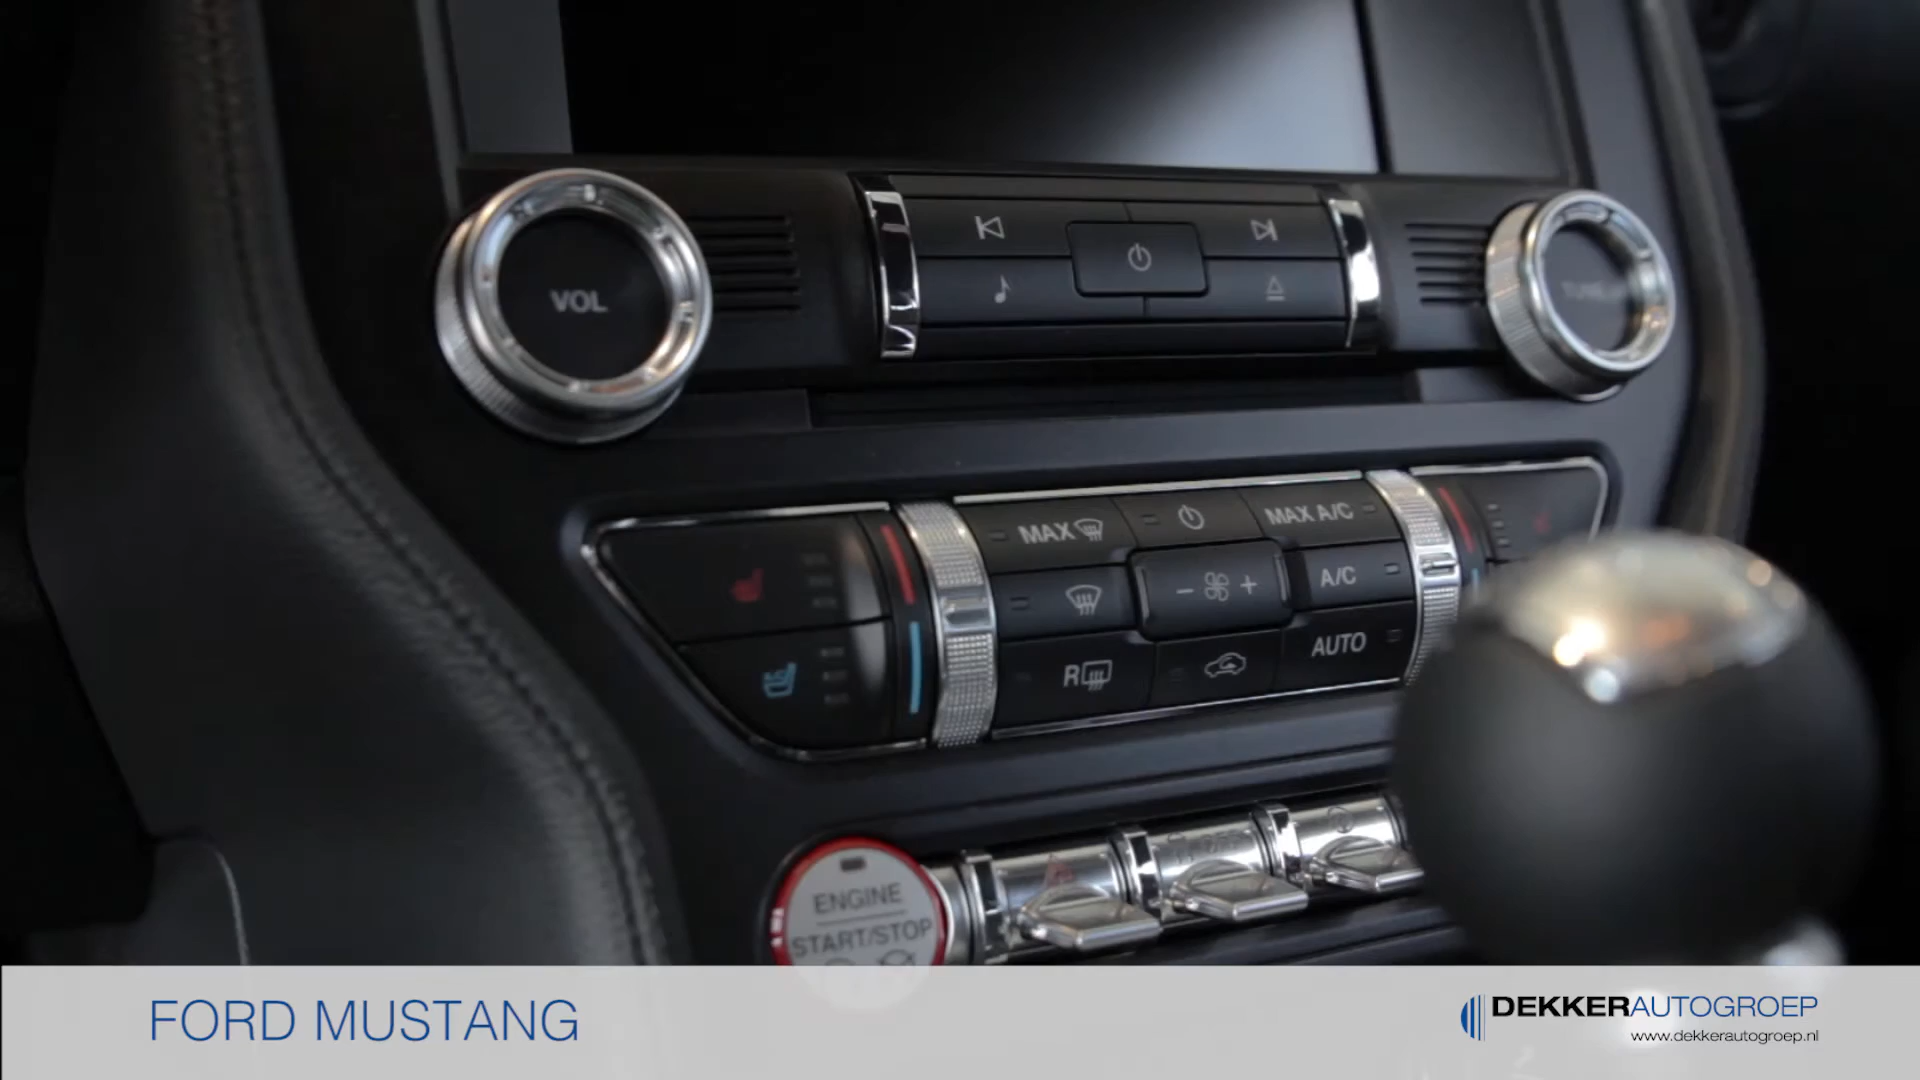 VOL
MAX
MAX A/C
A/C
AUTO
R
ENGINE
START/STOP
FORD MUSTANG
DEKKERAUTOGROEP
www.dekkerautogroep.nl